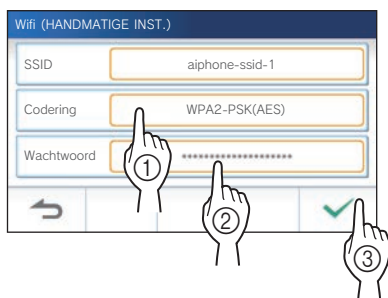 Wifi (HANDMATIGE INST.)
SSID aiphone-ssid-1
Codering WPA2-PSK(AES)
Wachtwoord ********************
1
2
3